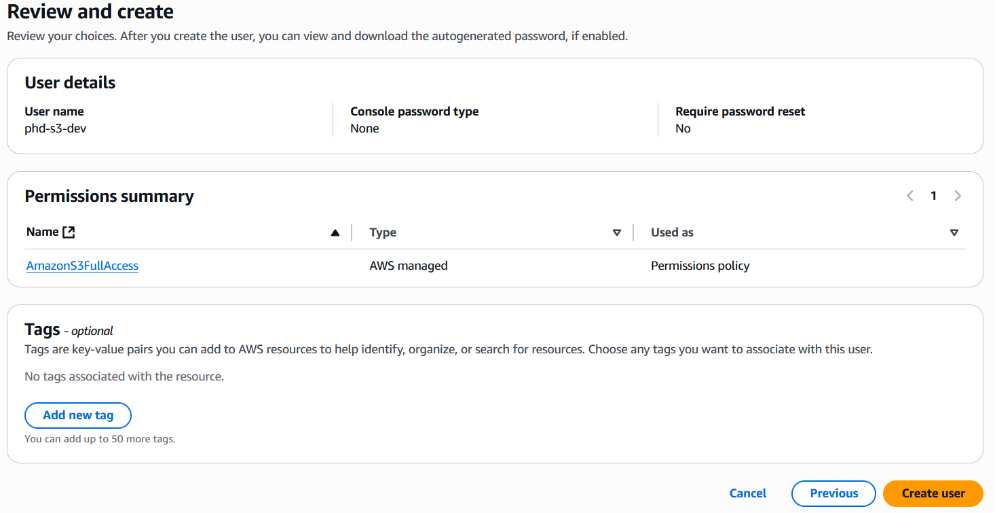 Review and create
Review your choices. After you create the user, you can view and download the autogenerated password, if enabled.
User details
User name
Console password type
Require password reset
phd-s3-dev
None
No
Permissions summary
1
Name
Type
Used as
AmazonS3FullAccess
AWS managed
Permissions policy
Tags - optional
Tags are key-value pairs you can add to AWS resources to help identify, organize, or search for resources. Choose any tags you want to associate with this user.
No tags associated with the resource.
Add new tag
You can add up to 50 more tags.
Cancel
Previous
Create user